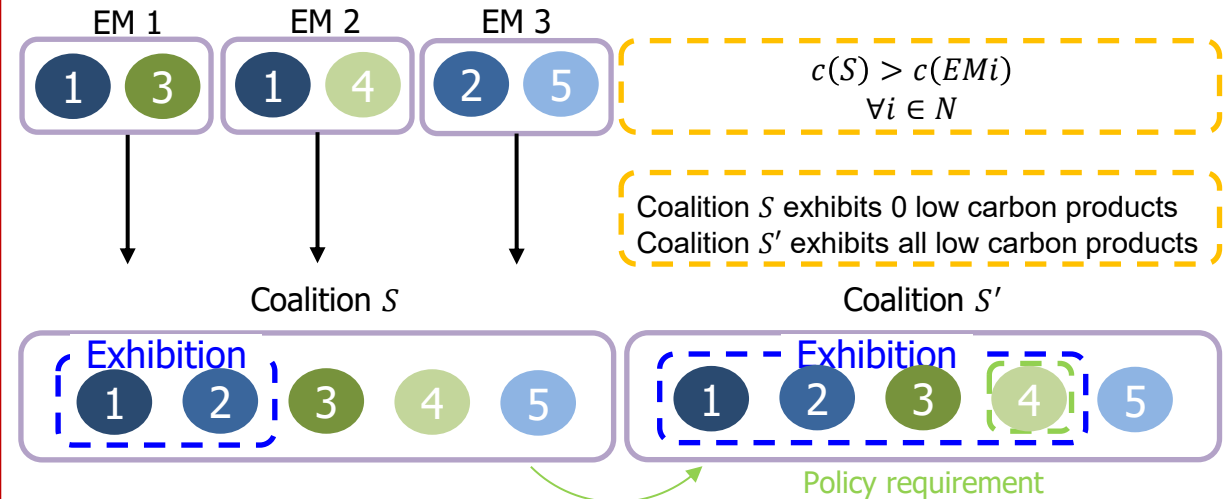 EM 1
EM 2
EM 3
1 3
1 4
2 5
c(S) > c(EMi)
∀i ∈ N
Coalition S exhibits 0 low carbon products
Coalition S′ exhibits all low carbon products
Coalition S
Coalition S′
Exhibition
1 2 3 4 5
Exhibition
1 2 3 4 5
Policy requirement